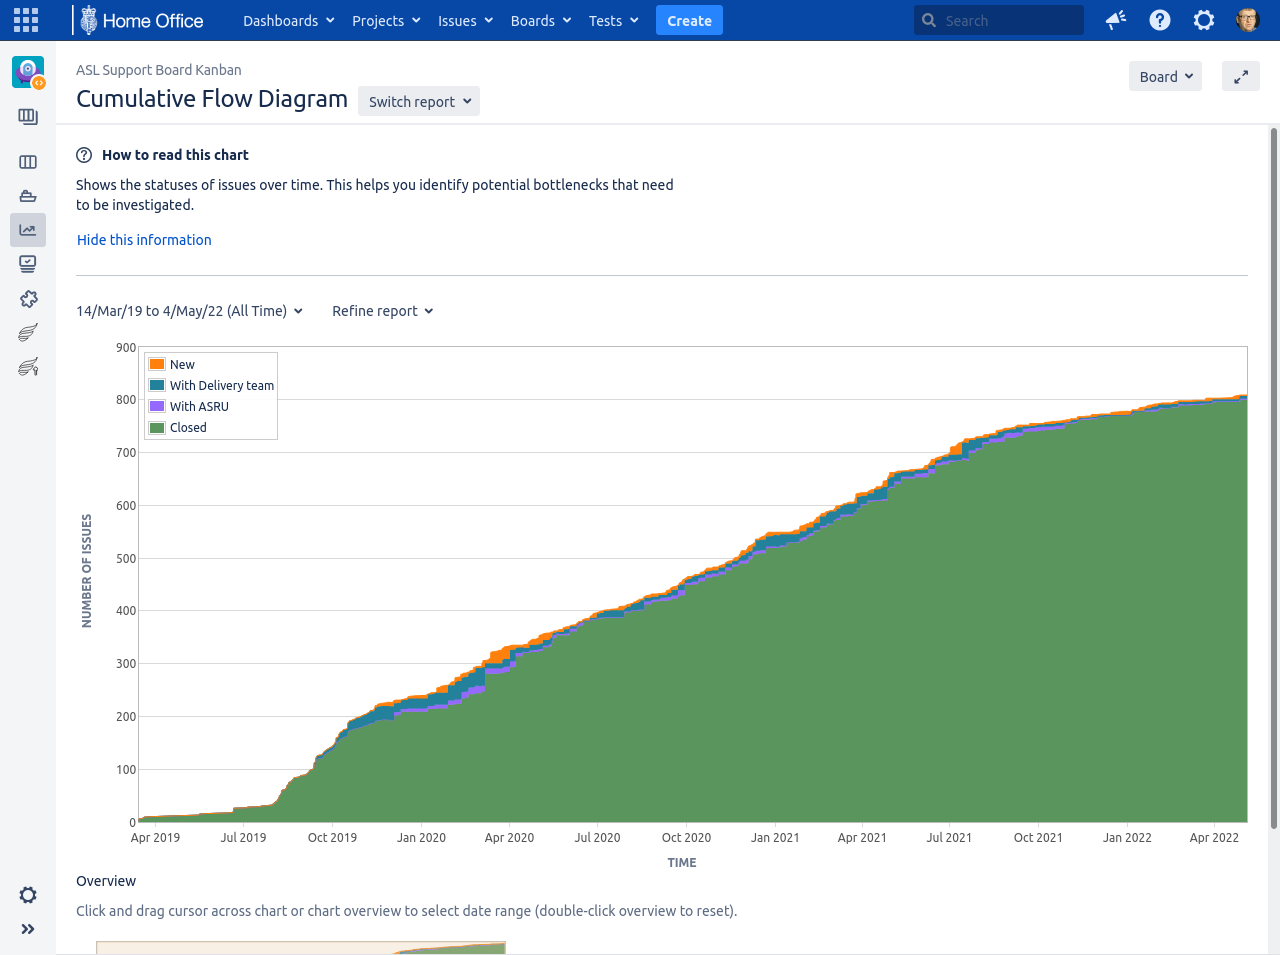 Home Office Dashboards Projects Issues Boards Tests Create Search
ASL Support Board Kanban
Cumulative Flow Diagram Switch report Board
How to read this chart
Shows the statuses of issues over time. This helps you identify potential bottlenecks that need
to be investigated.
Hide this information
14/Mar/19 to 4/May/22 (All Time) Refine report
900
New
With Delivery team
With ASRU
Closed
800
700
600
500
400
300
200
100
0
NUMBER OF ISSUES
Apr 2019 Jul 2019 Oct 2019 Jan 2020 Apr 2020 Jul 2020 Oct 2020 Jan 2021 Apr 2021 Jul 2021 Oct 2021 Jan 2022 Apr 2022
TIME
Overview
Click and drag cursor across chart or chart overview to select date range (double-click overview to reset).